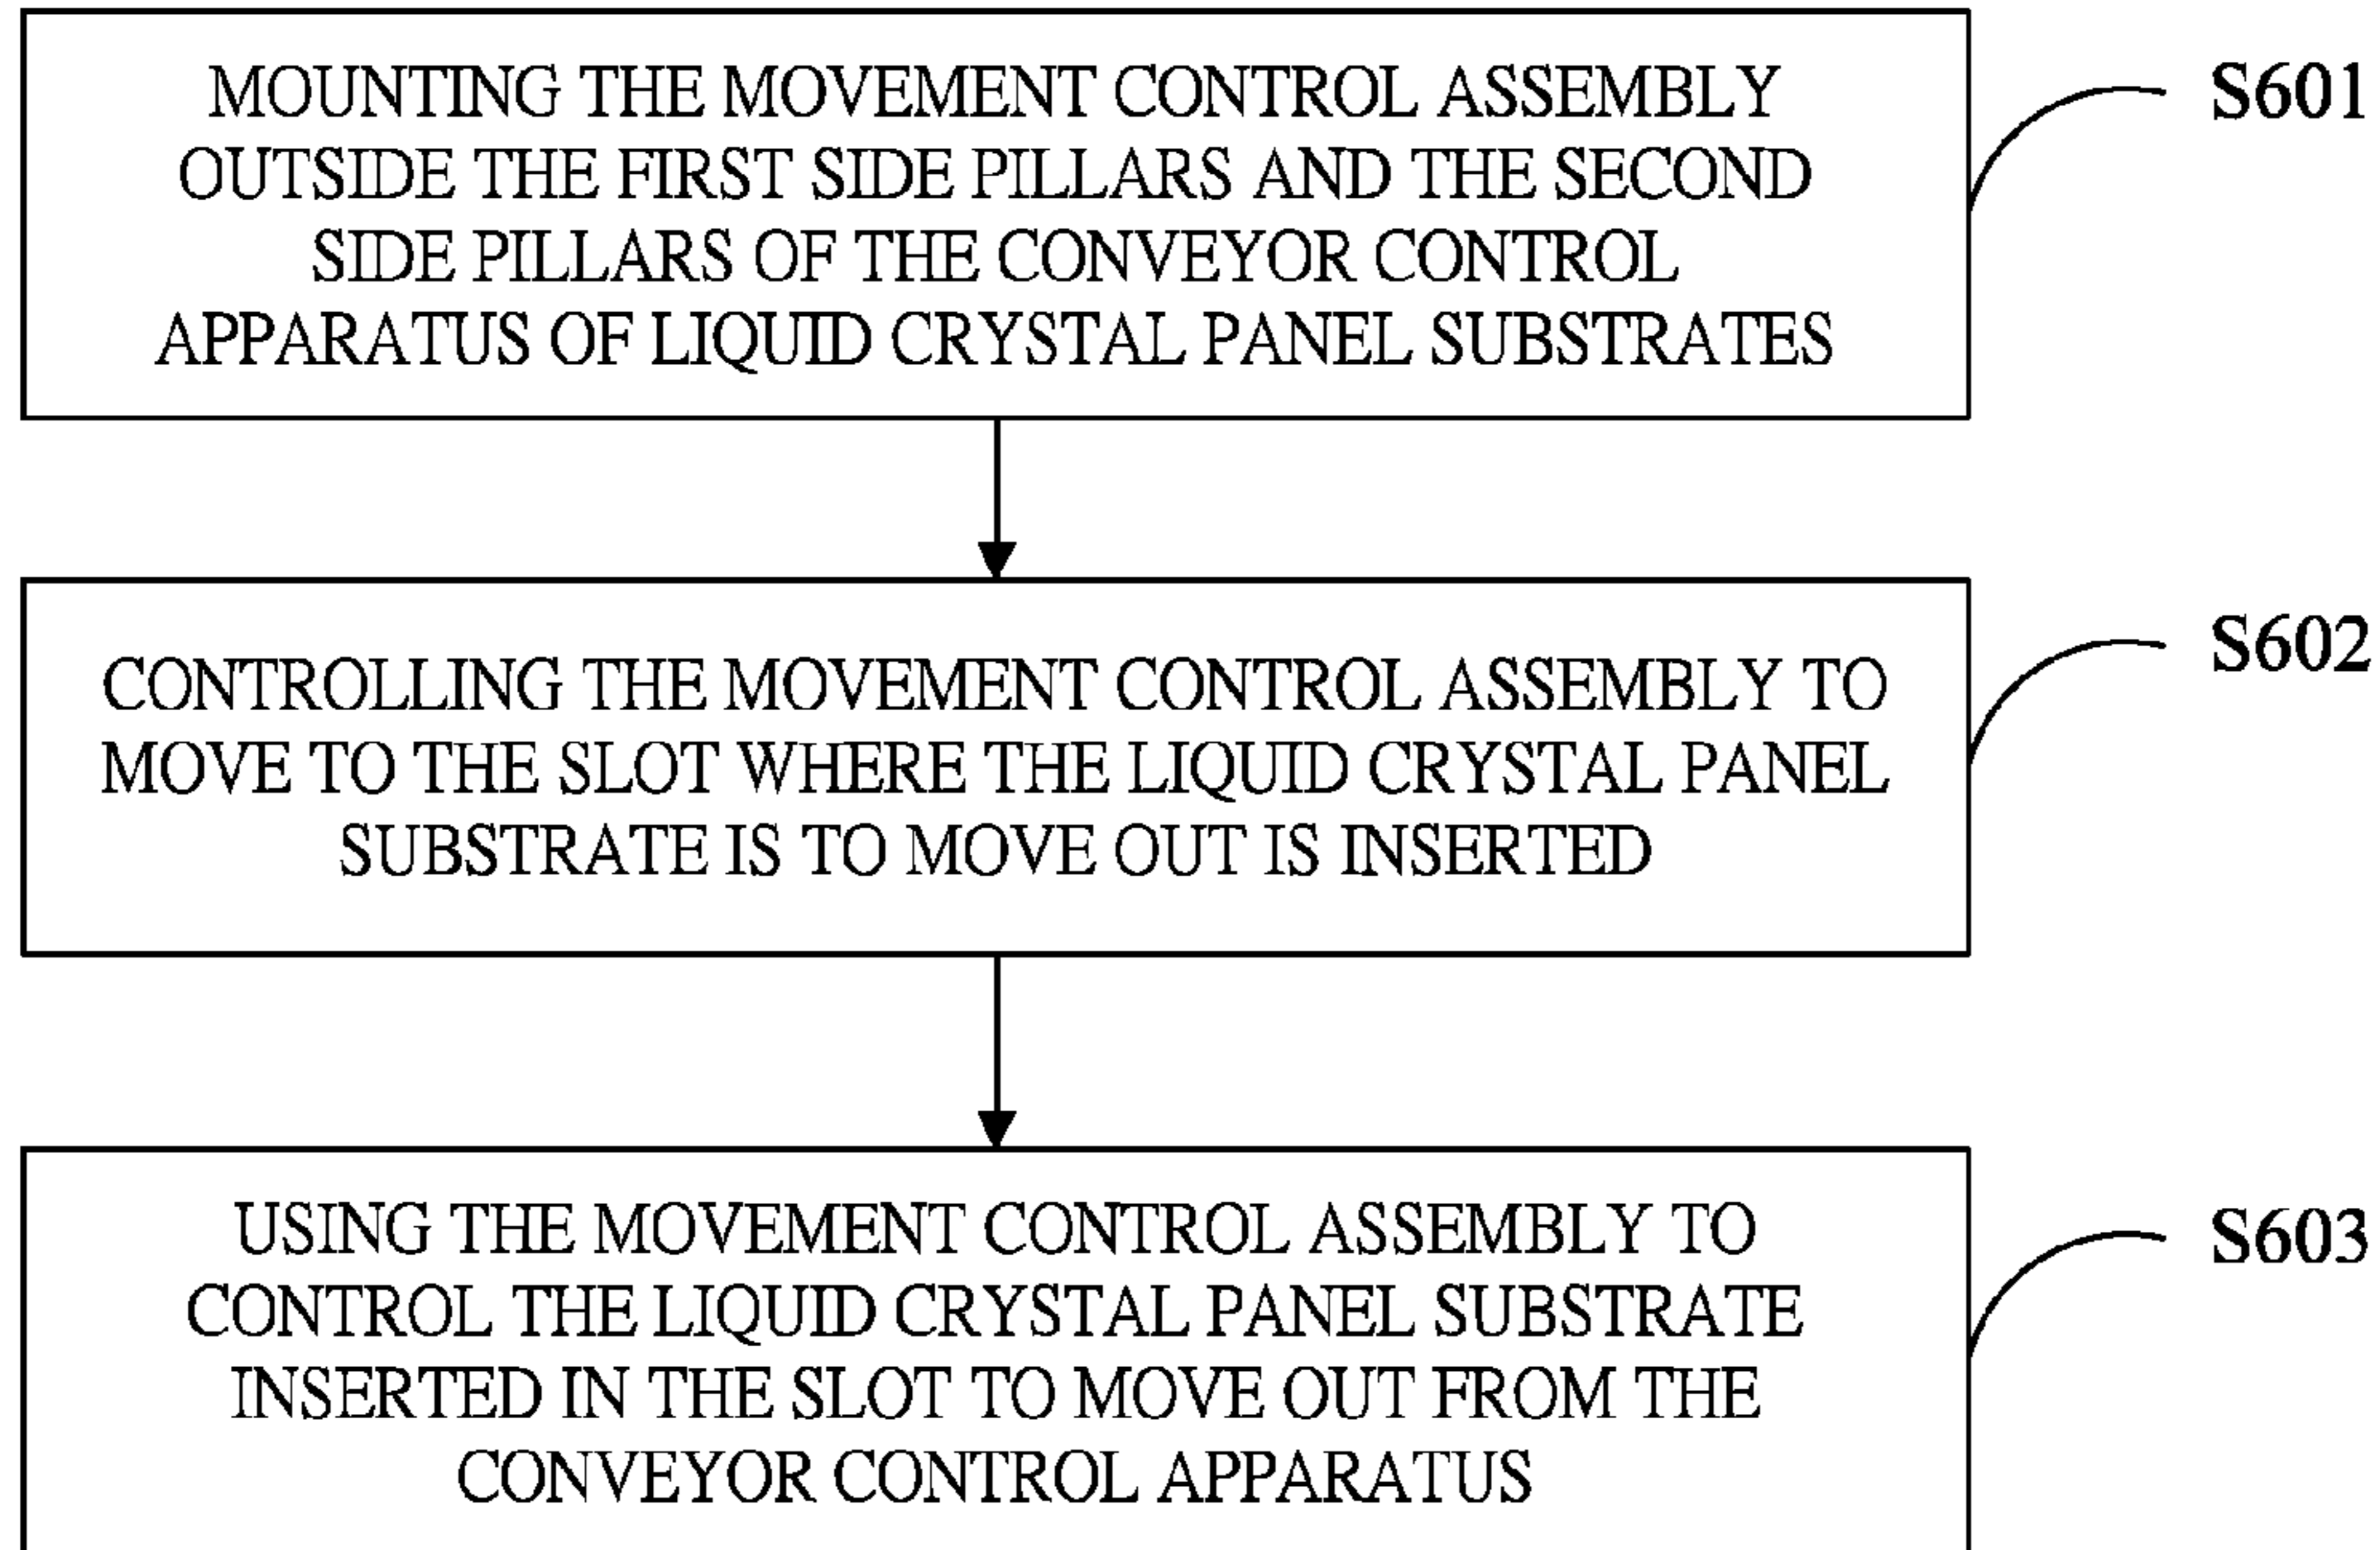 MOUNTING THE MOVEMENT CONTROL ASSEMBLY
OUTSIDE THE FIRST SIDE PILLARS AND THE SECOND
SIDE PILLARS OF THE CONVEYOR CONTROL
APPARATUS OF LIQUID CRYSTAL PANEL SUBSTRATES
S601
CONTROLLING THE MOVEMENT CONTROL ASSEMBLY TO
MOVE TO THE SLOT WHERE THE LIQUID CRYSTAL PANEL
SUBSTRATE IS TO MOVE OUT IS INSERTED
S602
USING THE MOVEMENT CONTROL ASSEMBLY TO
CONTROL THE LIQUID CRYSTAL PANEL SUBSTRATE
INSERTED IN THE SLOT TO MOVE OUT FROM THE
CONVEYOR CONTROL APPARATUS
S603